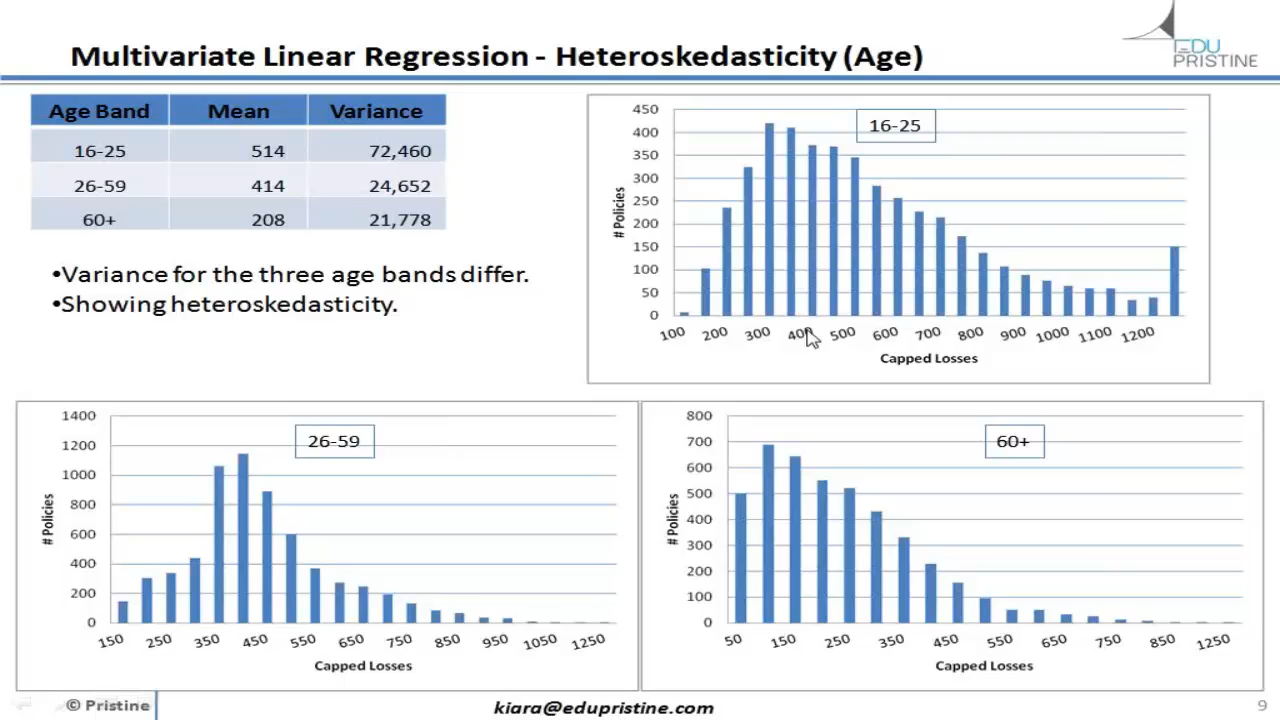 Multivariate Linear Regression - Heteroskedasticity (Age)
EDU
PRISTINE
Age Band Mean Variance
16-25 514 72,460
26-59 414 24,652
60+ 208 21,778
•Variance for the three age bands differ.
•Showing heteroskedasticity.
16-25
# Policies
450
400
350
300
250
200
150
100
50
0
100 200 300 400 500 600 700 800 900 1000 1100 1200
Capped Losses
26-59
# Policies
1400
1200
1000
800
600
400
200
0
150 250 350 450 550 650 750 850 950 1050 1250
Capped Losses
60+
# Policies
800
700
600
500
400
300
200
100
0
50 150 250 350 450 550 650 750 850 1250
Capped Losses
© Pristine
kiara@edupristine.com
9